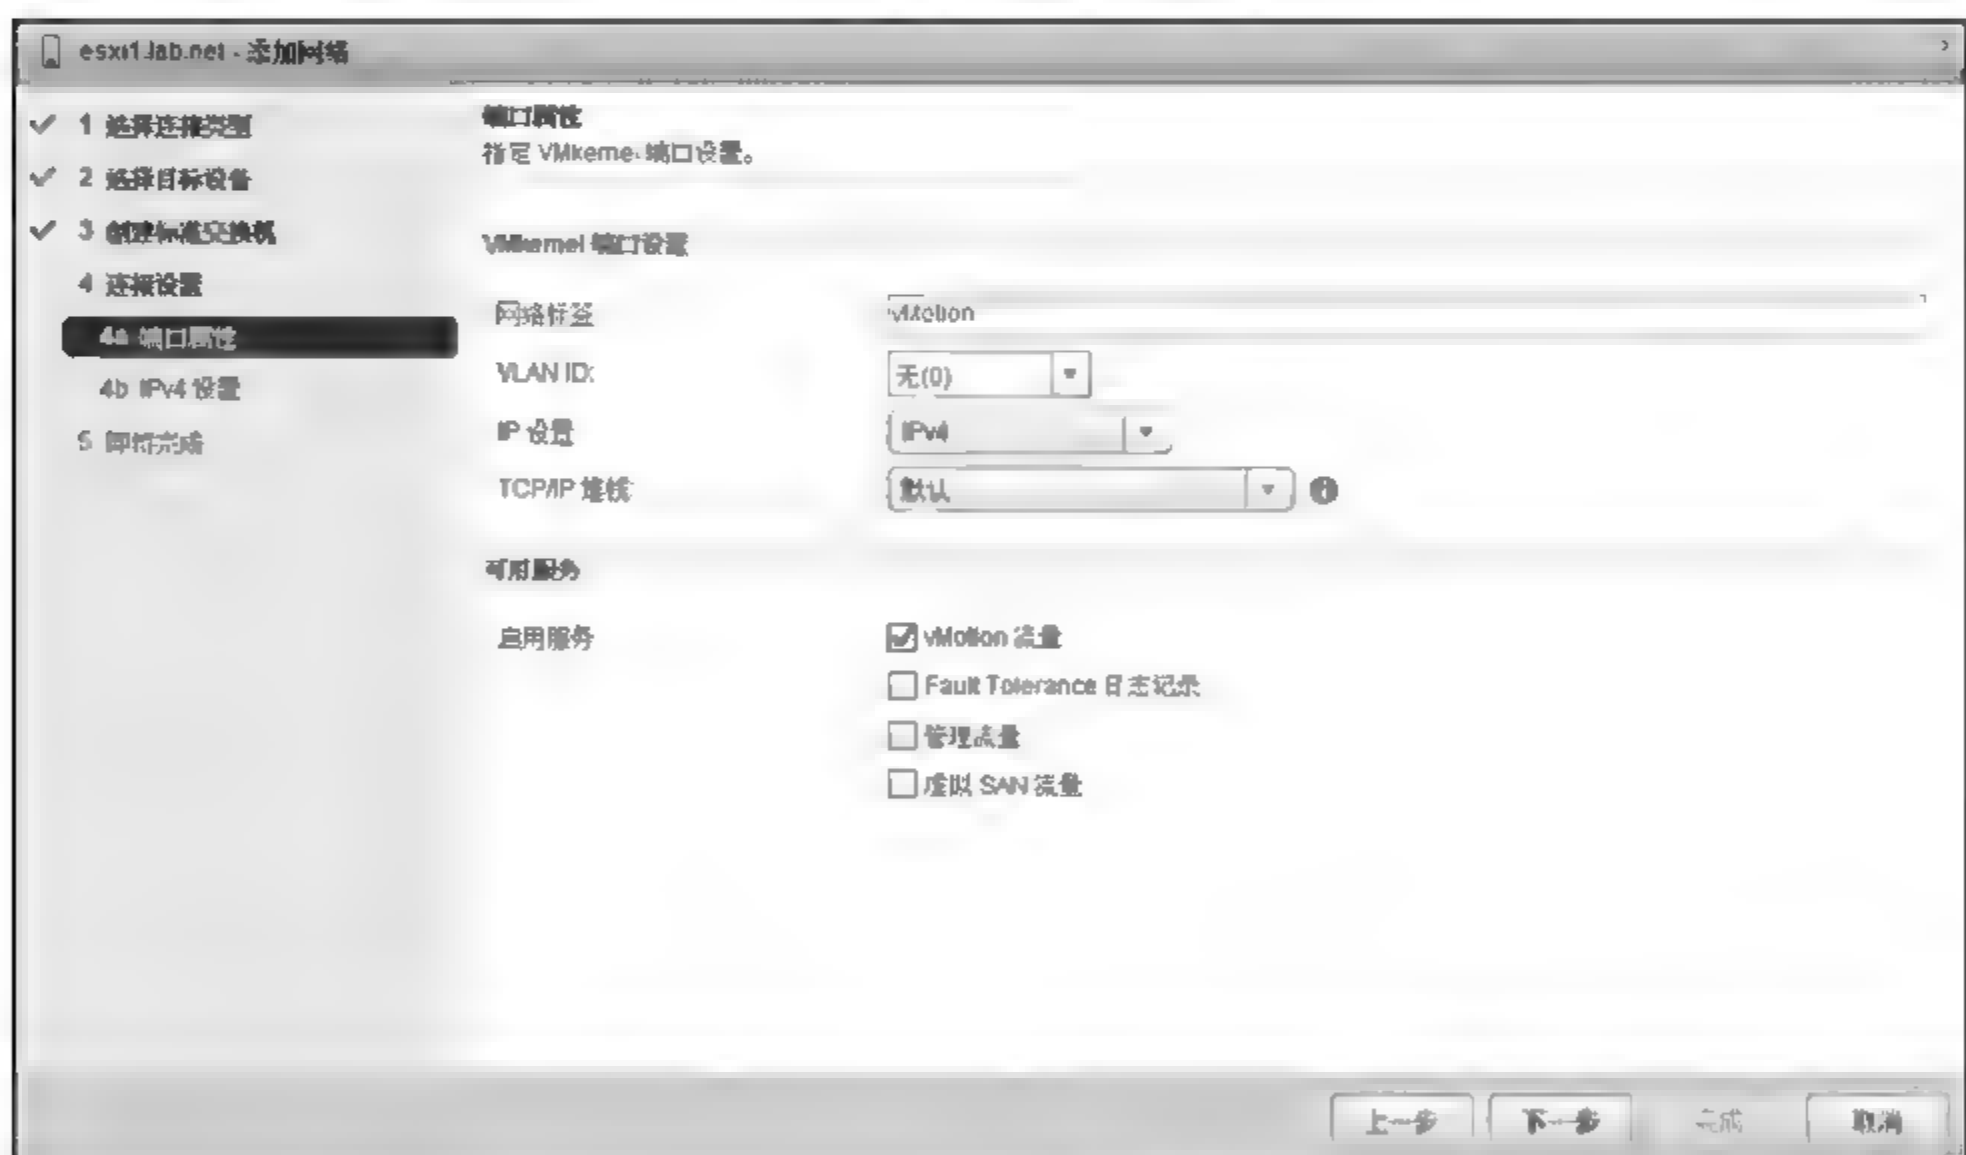 esxi1.lab.net - 添加网络
1 选择连接类型
2 选择目标设备
3 创建标准交换机
4 连接设置
4a 端口属性
4b IPv4 设置
5 即将完成
端口属性
指定 VMkernel 端口设置。
VMkernel 端口设置
网络标签
vMotion
VLAN ID:
无(0)
IP 设置
IPv4
TCP/IP 堆栈:
默认
可用服务
启用服务
vMotion 流量
Fault Tolerance 日志记录
管理流量
虚拟 SAN 流量
上一步
下一步
完成
取消